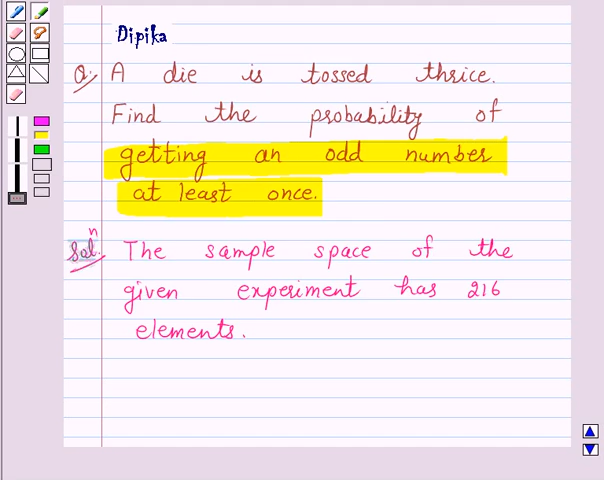 Dipika
Q. A die is tossed thrice.
Find the probability of
getting an odd number
at least once.
Solⁿ. The sample space of the
given experiment has 216
elements.